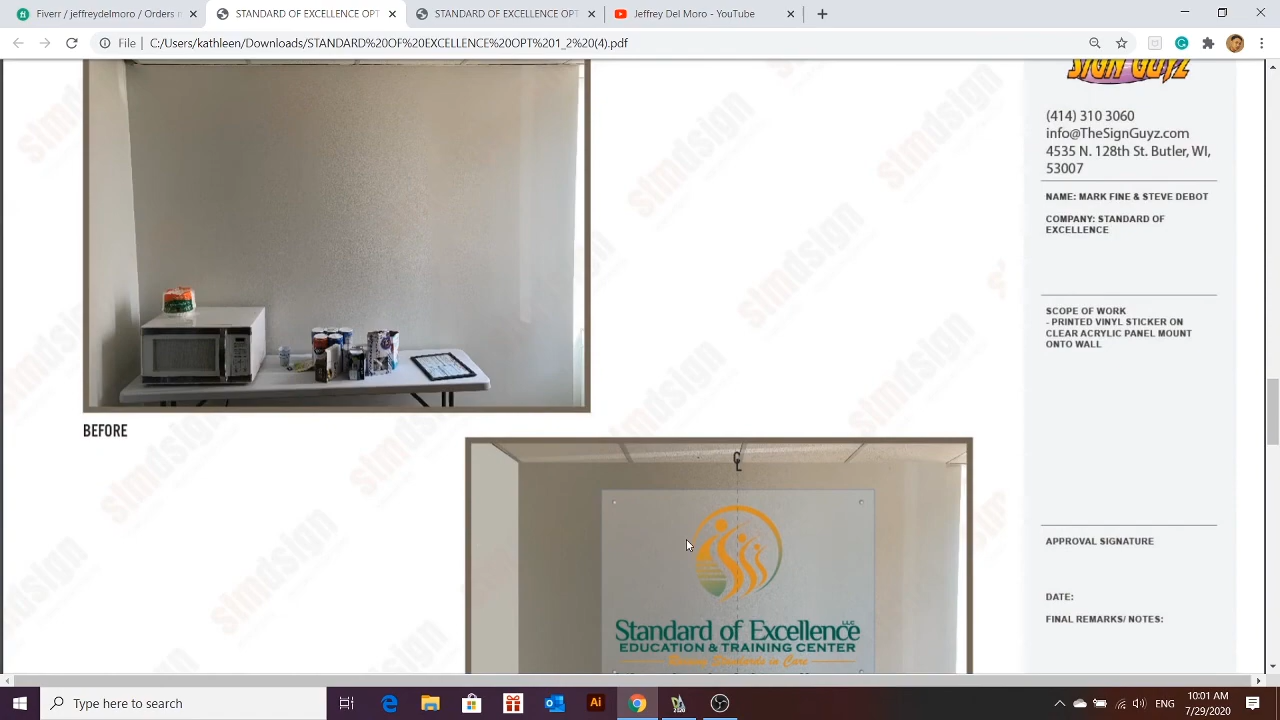 Fiverr / Orders
STANDARD OF EXCELLENCE OPT
STANDARD OF EXCELLENCE OPT
Jeffrey Del Moro - YouTube
File | C:/Users/kathleen/Downloads/STANDARD%20OF%20EXCELLENCE%20OPT%201_2%20(4).pdf
SIGN GUYZ
(414) 310 3060
info@TheSignGuyz.com
4535 N. 128th St. Butler, WI,
53007
NAME: MARK FINE & STEVE DEBOT
COMPANY: STANDARD OF
EXCELLENCE
SCOPE OF WORK
- PRINTED VINYL STICKER ON
CLEAR ACRYLIC PANEL MOUNT
ONTO WALL
BEFORE
Standard of Excellence LLC
EDUCATION & TRAINING CENTER
APPROVAL SIGNATURE
DATE:
FINAL REMARKS/ NOTES:
slmdsign
Type here to search
10:01 AM
7/29/2020